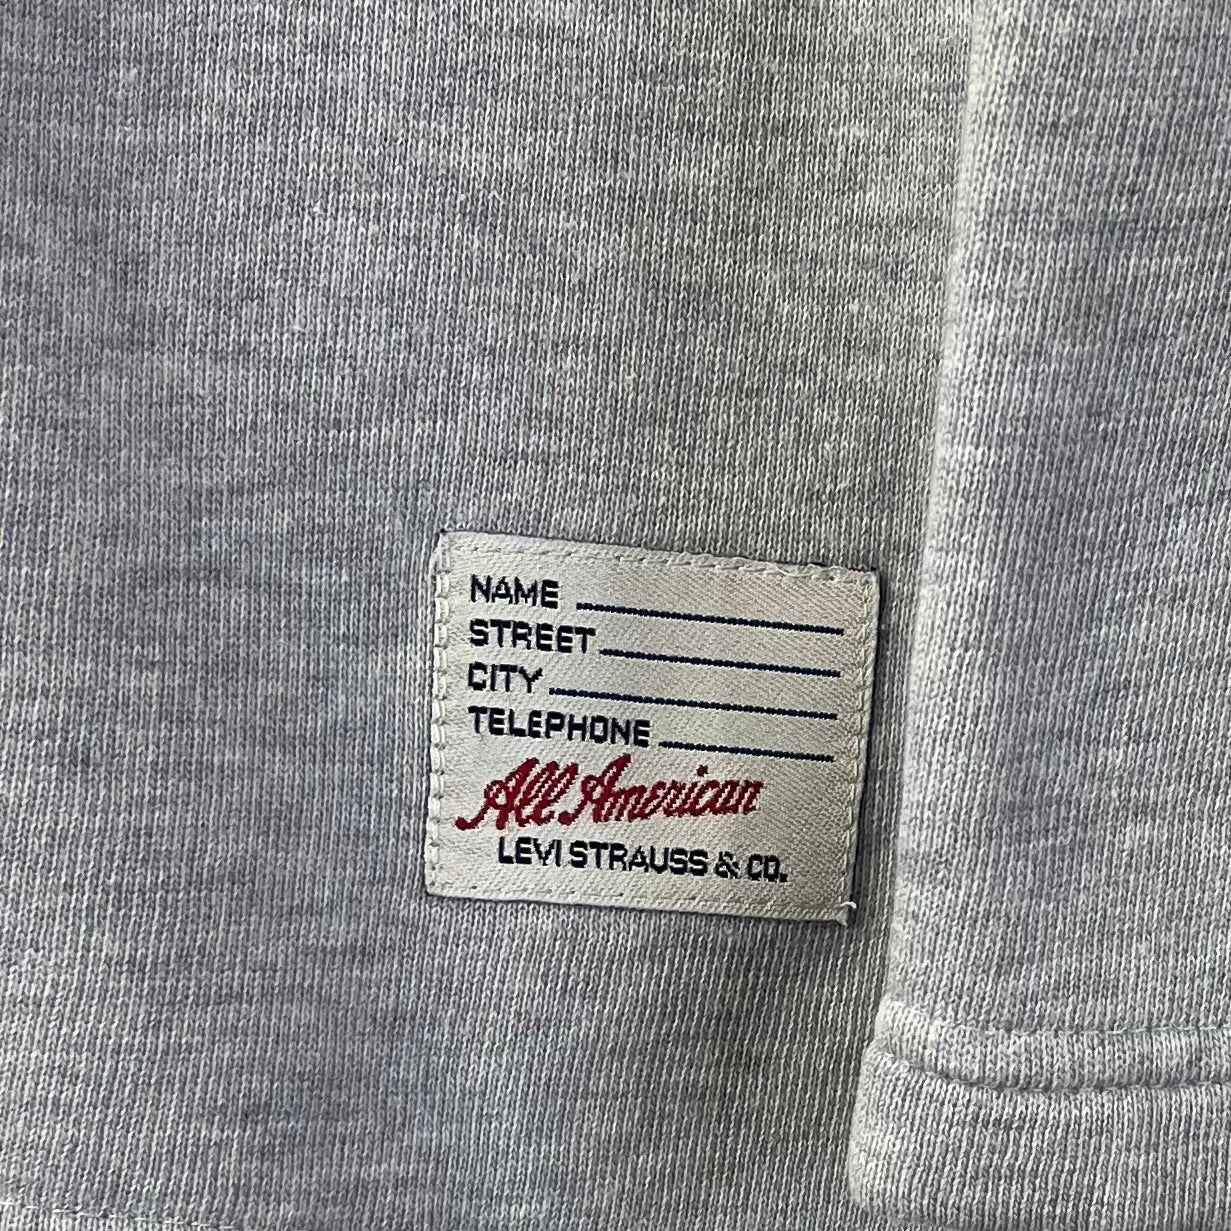 NAME
STREET
CITY
TELEPHONE
All American
LEVI STRAUSS & CO.